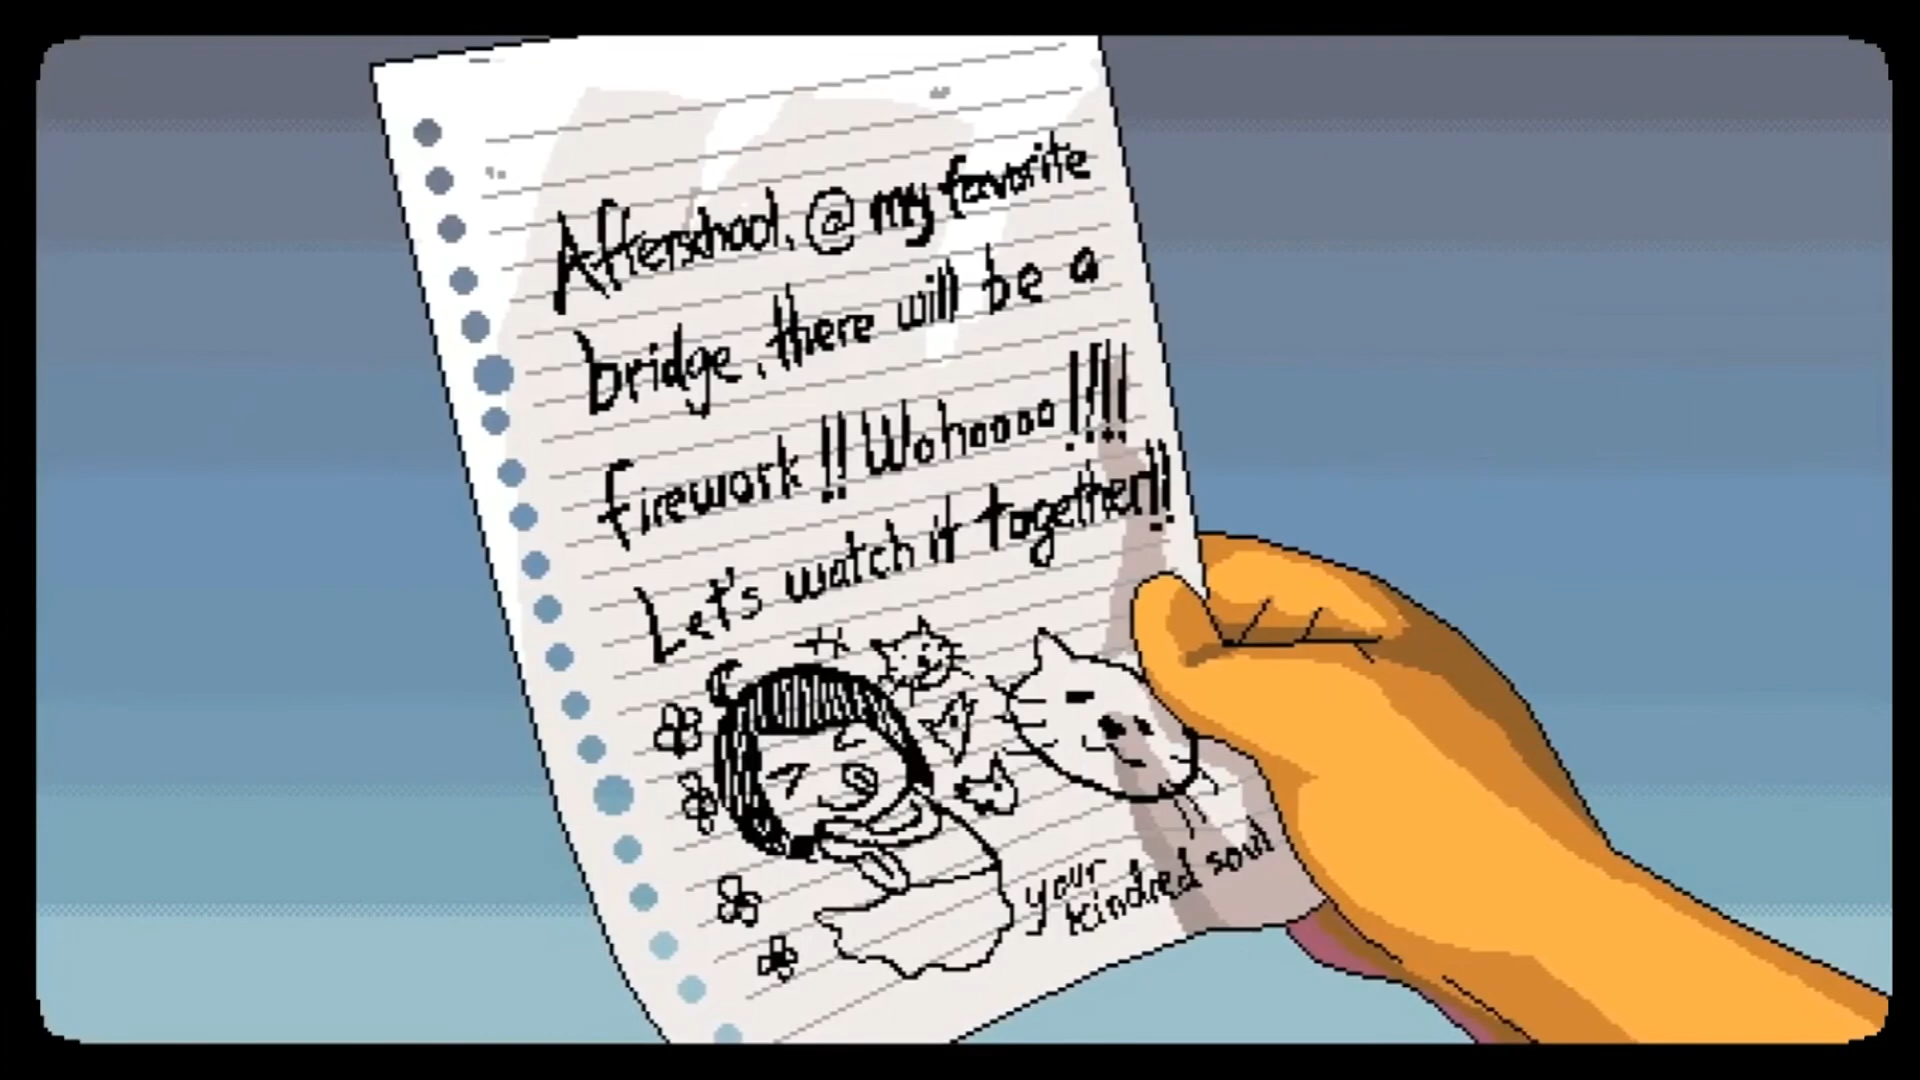 Afterschool, @ my favorite
bridge, there will be a
firework !! Wohoooo !!!!
Let's watch it together!!
your
kindred soul